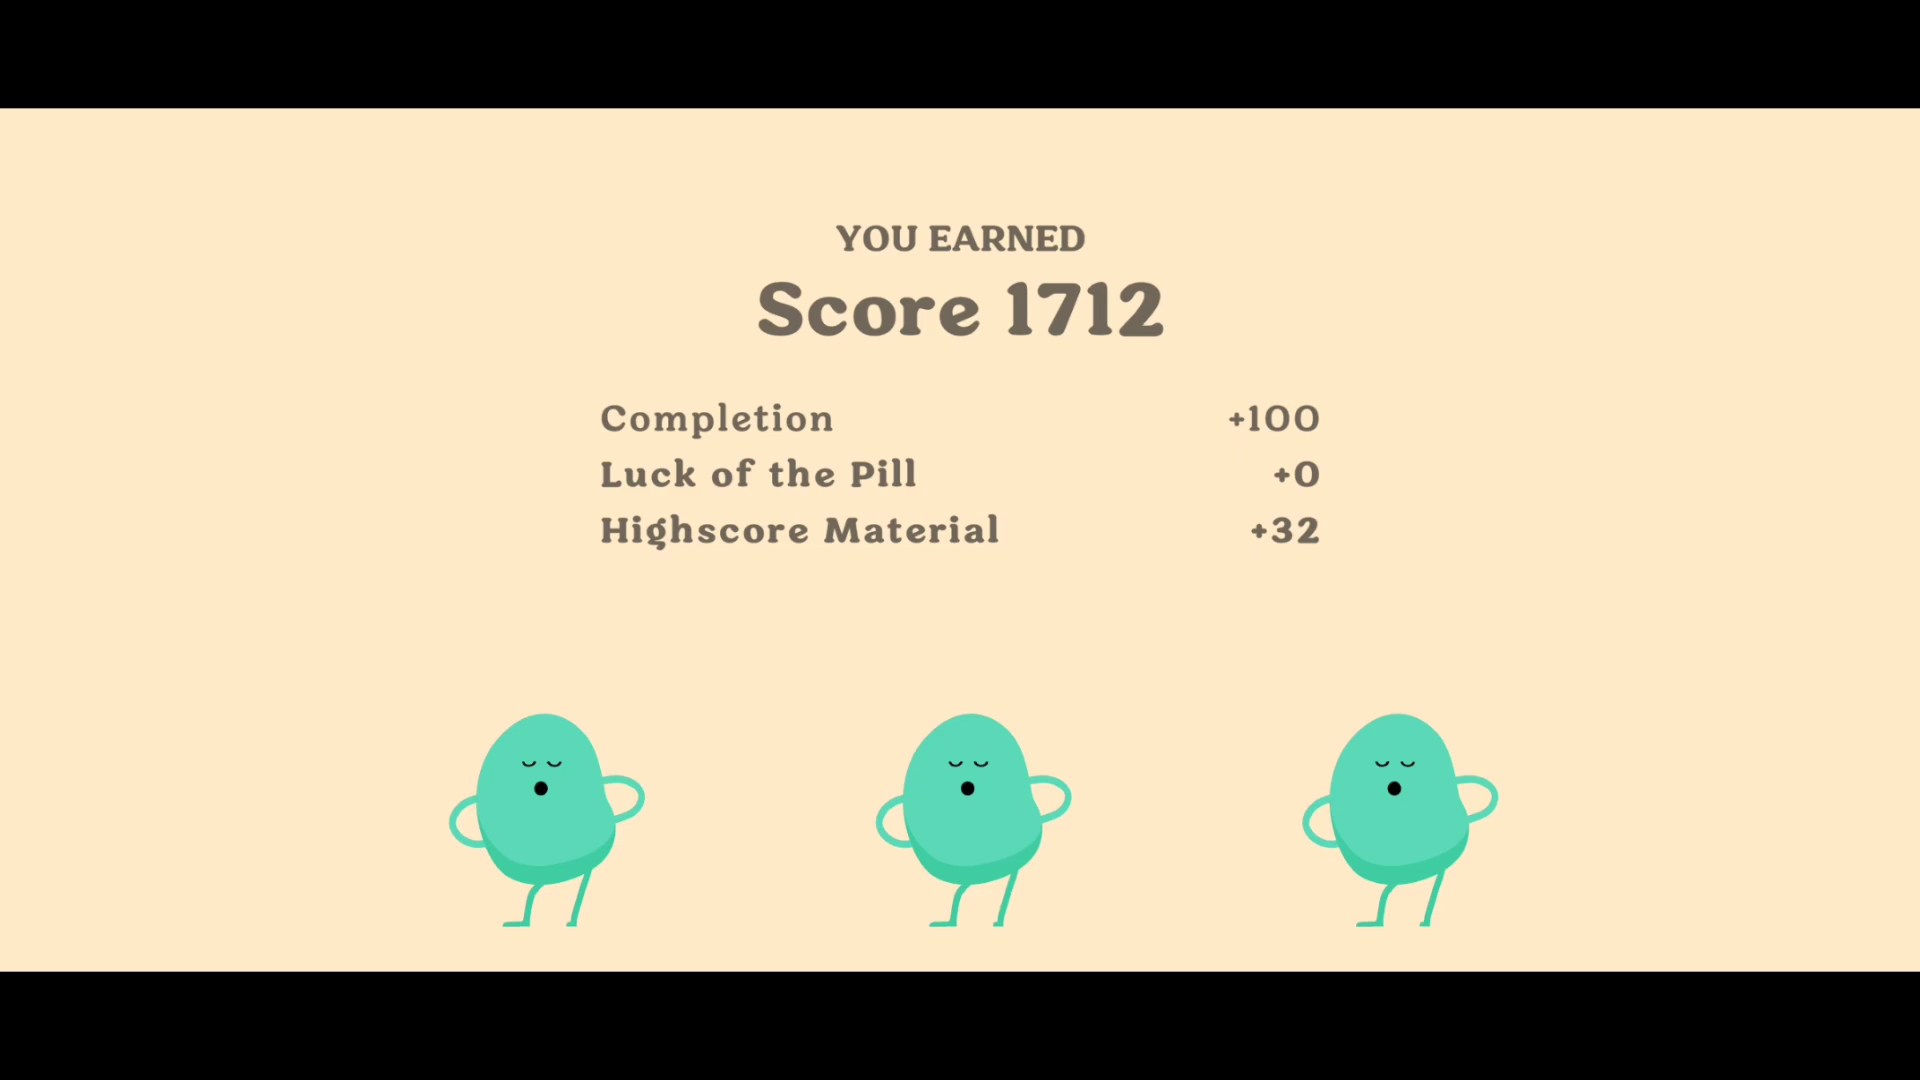 YOU EARNED
Score 1712
Completion +100
Luck of the Pill +0
Highscore Material +32